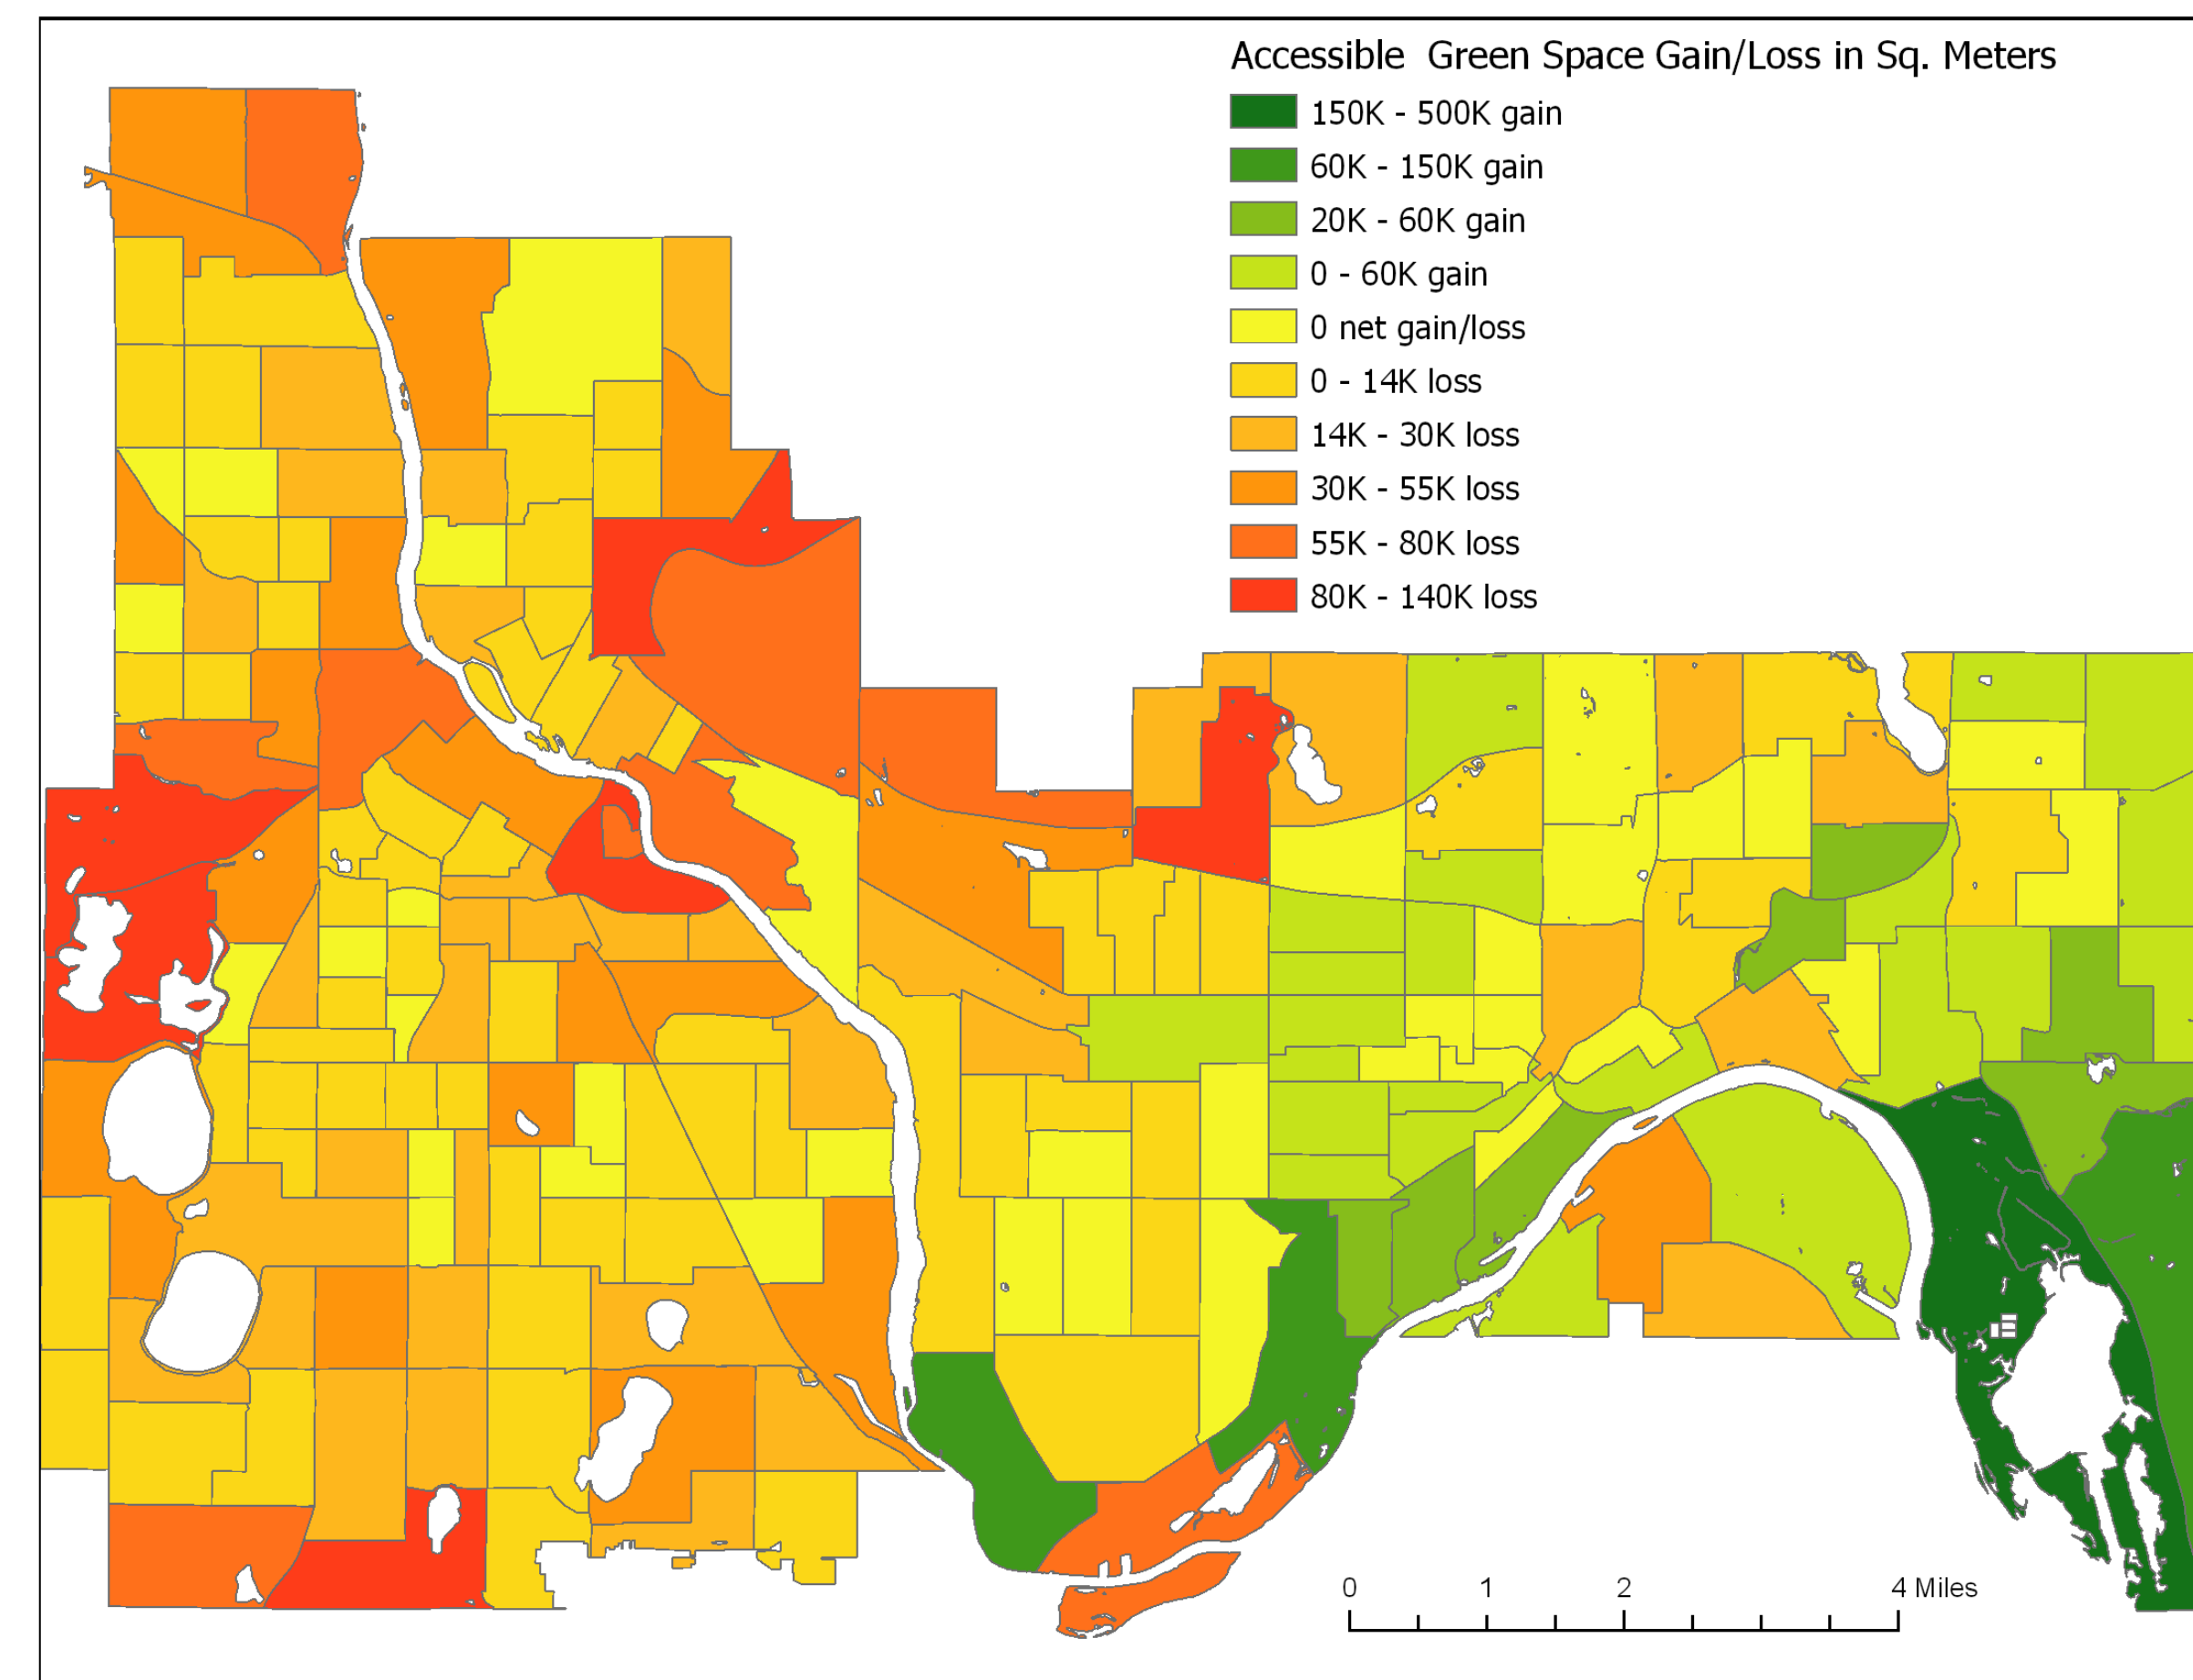 Accessible  Green Space Gain/Loss in Sq. Meters
150K - 500K gain
60K - 150K gain
20K - 60K gain
0 - 60K gain
0 net gain/loss
0 - 14K loss
14K - 30K loss
30K - 55K loss
55K - 80K loss
80K - 140K loss
0 1 2 4 Miles